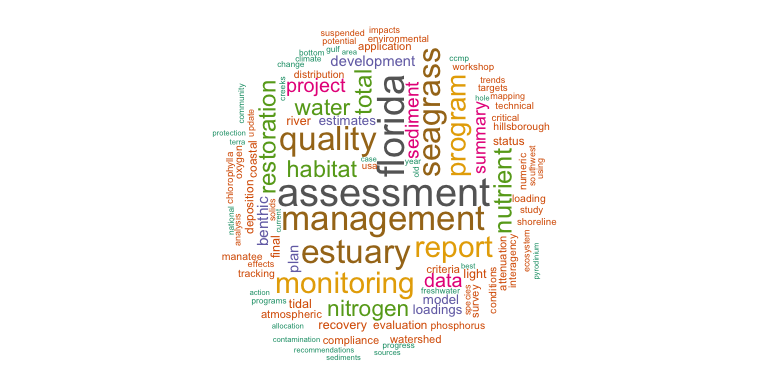 suspended
impacts
potential
environmental
bottom
gulf
area
application
climate
change
development
ccmp
workshop
distribution
project
total
florida
sediment
seagrass
program
summary
trends
targets
hole
mapping
technical
creeks
community
restoration
water
river
estimates
critical
hillsborough
protection
update
quality
status
terra
coastal
oxygen
chlorophylla
habitat
case
usa
year
old
nutrient
numeric
southwest
using
assessment
national
analysis
deposition
benthic
solids
current
management
loading
study
shoreline
final
plan
estuary
report
manatee
effects
tracking
attenuation
interagency
ecosystem
pyrodinium
criteria
best
light
monitoring
data
conditions
action
programs
tidal
atmospheric
nitrogen
freshwater
model
loadings
species
survey
allocation
recovery
evaluation
phosphorus
contamination
compliance
watershed
recommendations
progress
sediments
sources